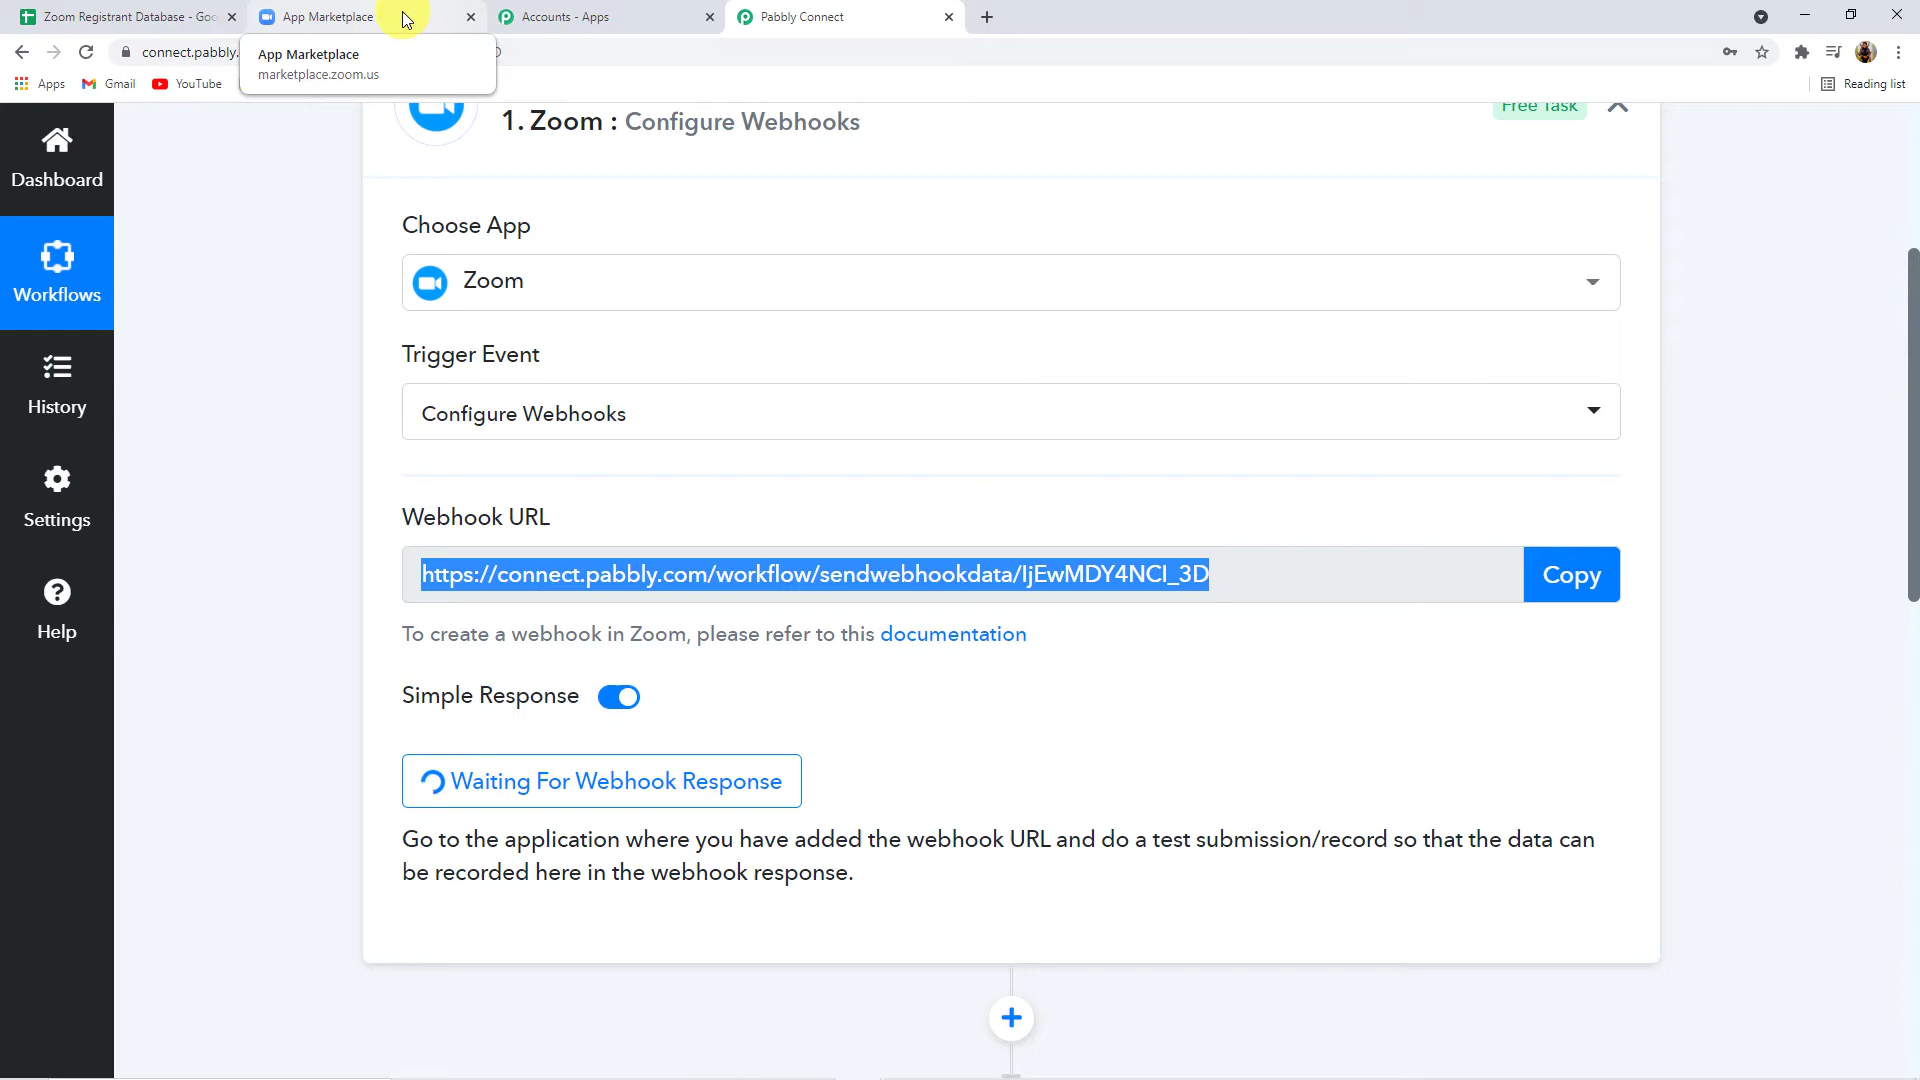 Zoom Registrant Database - Goo
App Marketplace
Accounts - Apps
Pabbly Connect
connect.pabbly.
App Marketplace
marketplace.zoom.us
Apps
Gmail
YouTube
Reading list
Dashboard
Workflows
History
Settings
Help
1. Zoom : Configure Webhooks
Free Task
Choose App
Zoom
Trigger Event
Configure Webhooks
Webhook URL
https://connect.pabbly.com/workflow/sendwebhookdata/IjEwMDY4NCI_3D
Copy
To create a webhook in Zoom, please refer to this documentation
Simple Response
Waiting For Webhook Response
Go to the application where you have added the webhook URL and do a test submission/record so that the data can
be recorded here in the webhook response.